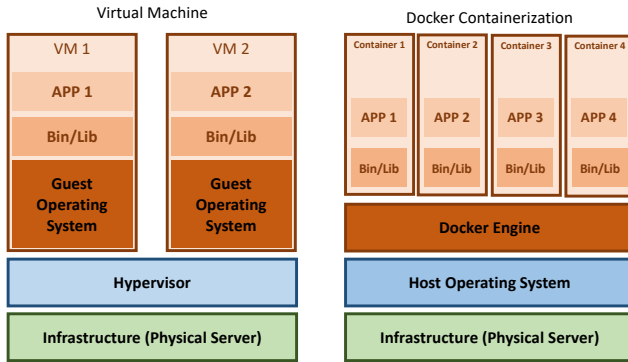 Virtual Machine
VM 1
APP 1
Bin/Lib
Guest
Operating
System
VM 2
APP 2
Bin/Lib
Guest
Operating
System
Hypervisor
Infrastructure (Physical Server)
Docker Containerization
Container 1
APP 1
Bin/Lib
Container 2
APP 2
Bin/Lib
Container 3
APP 3
Bin/Lib
Container 4
APP 4
Bin/Lib
Docker Engine
Host Operating System
Infrastructure (Physical Server)